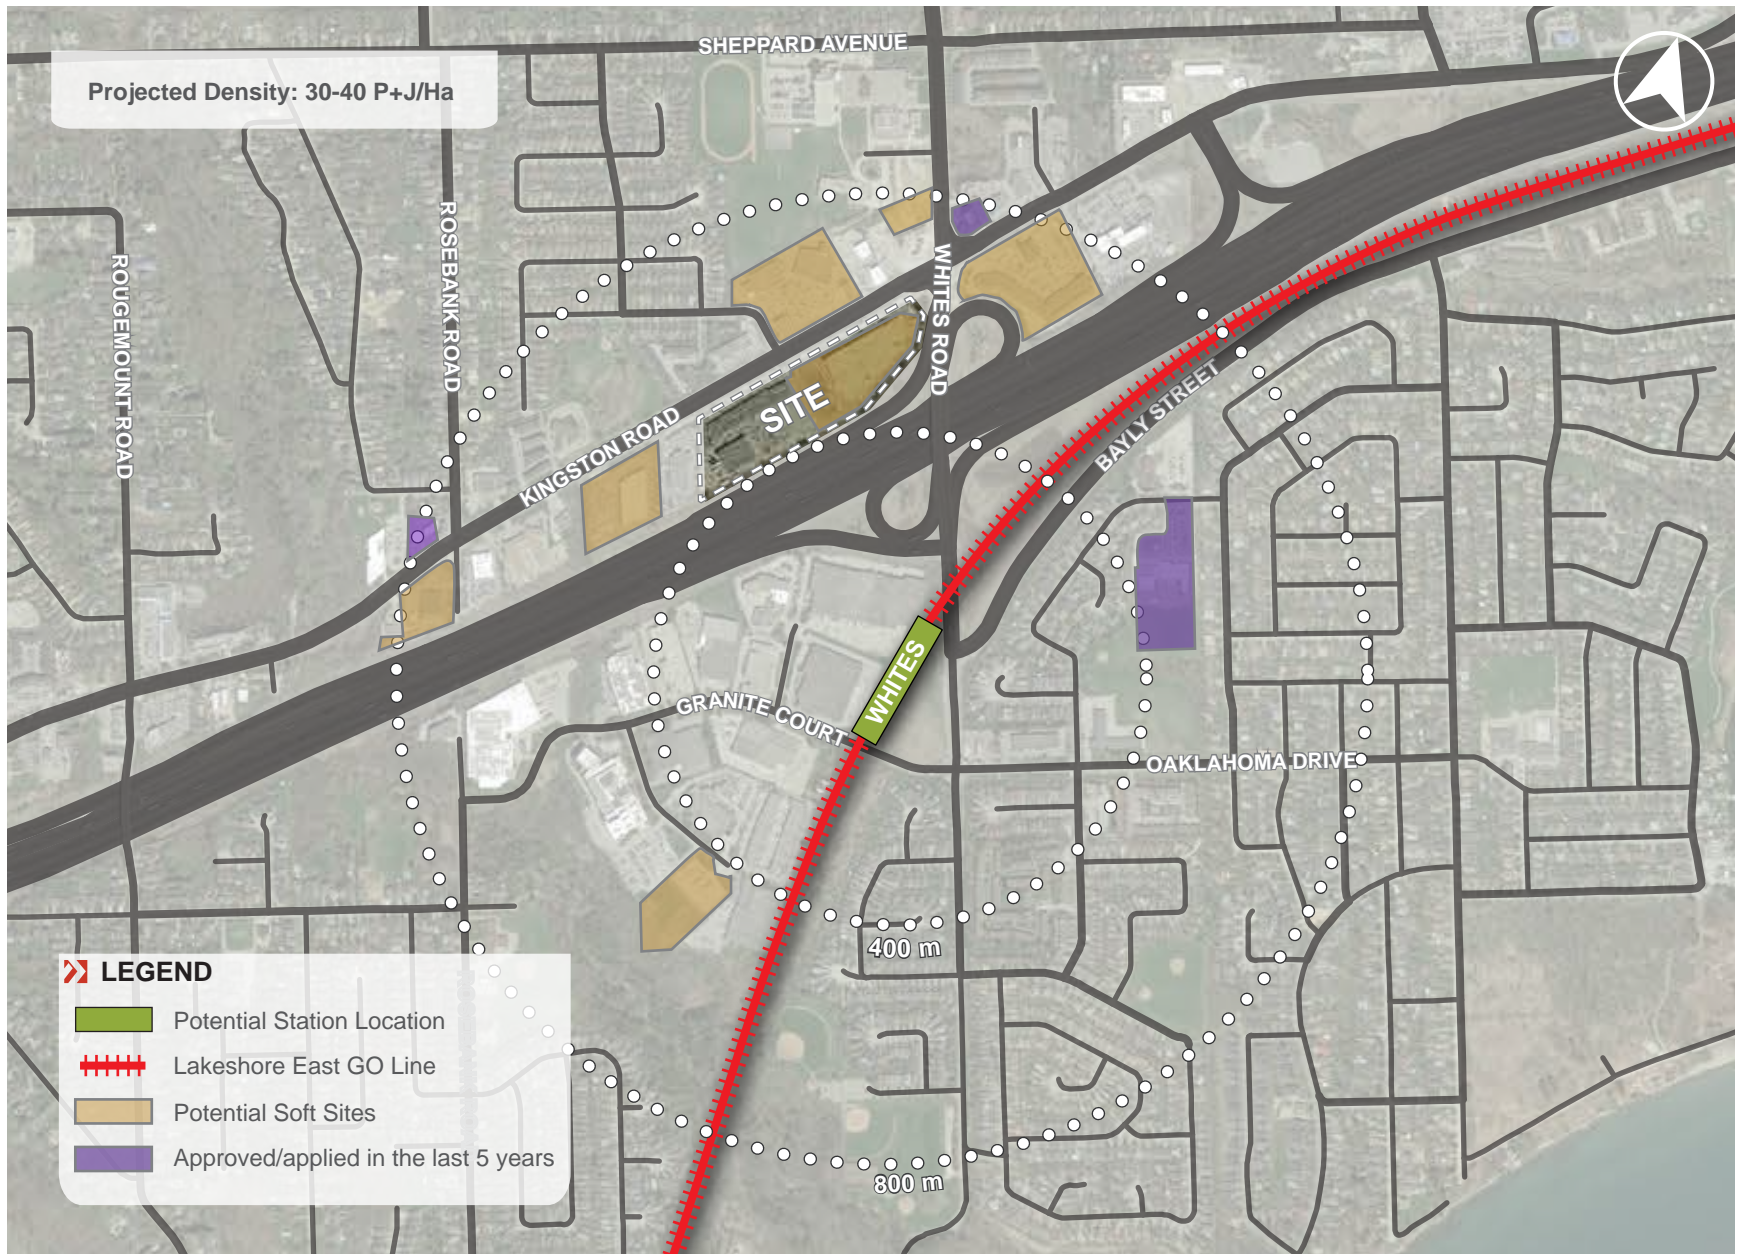 SHEPPARD AVENUE
Projected Density: 30-40 P+J/Ha
ROUGEMOUNT ROAD
ROSEBANK ROAD
WHITES ROAD
KINGSTON ROAD
SITE
BAYLY STREET
WHITES
GRANITE COURT
OAKLAHOMA DRIVE
400 m
800 m
LEGEND
Potential Station Location
Lakeshore East GO Line
Potential Soft Sites
Approved/applied in the last 5 years